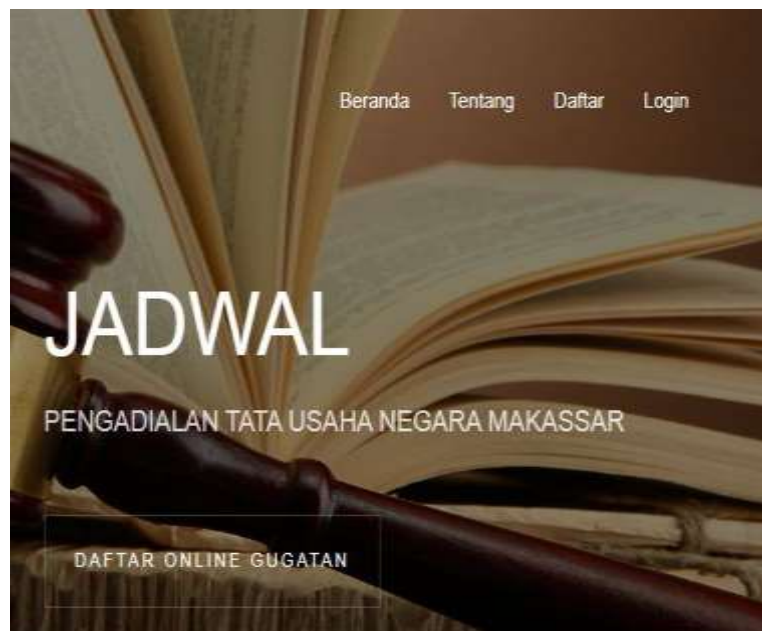 Beranda Tentang Daftar Login
JADWAL
PENGADIALAN TATA USAHA NEGARA MAKASSAR
DAFTAR ONLINE GUGATAN